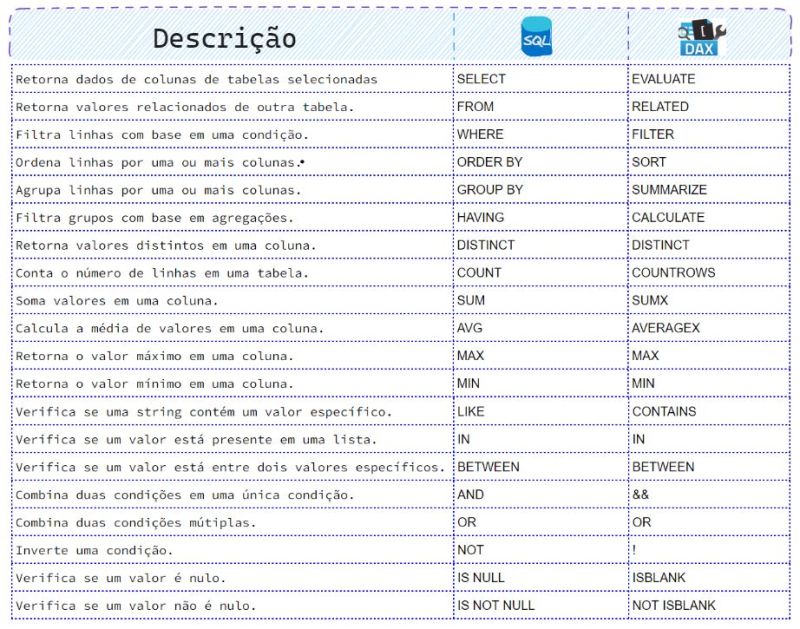 Descrição SQL DAX
Retorna dados de colunas de tabelas selecionadas SELECT EVALUATE
Retorna valores relacionados de outra tabela. FROM RELATED
Filtra linhas com base em uma condição. WHERE FILTER
Ordena linhas por uma ou mais colunas.• ORDER BY SORT
Agrupa linhas por uma ou mais colunas. GROUP BY SUMMARIZE
Filtra grupos com base em agregações. HAVING CALCULATE
Retorna valores distintos em uma coluna. DISTINCT DISTINCT
Conta o número de linhas em uma tabela. COUNT COUNTROWS
Soma valores em uma coluna. SUM SUMX
Calcula a média de valores em uma coluna. AVG AVERAGEX
Retorna o valor máximo em uma coluna. MAX MAX
Retorna o valor mínimo em uma coluna. MIN MIN
Verifica se uma string contém um valor específico. LIKE CONTAINS
Verifica se um valor está presente em uma lista. IN IN
Verifica se um valor está entre dois valores específicos. BETWEEN BETWEEN
Combina duas condições em uma única condição. AND &&
Combina duas condições mútiplas. OR OR
Inverte uma condição. NOT !
Verifica se um valor é nulo. IS NULL ISBLANK
Verifica se um valor não é nulo. IS NOT NULL NOT ISBLANK